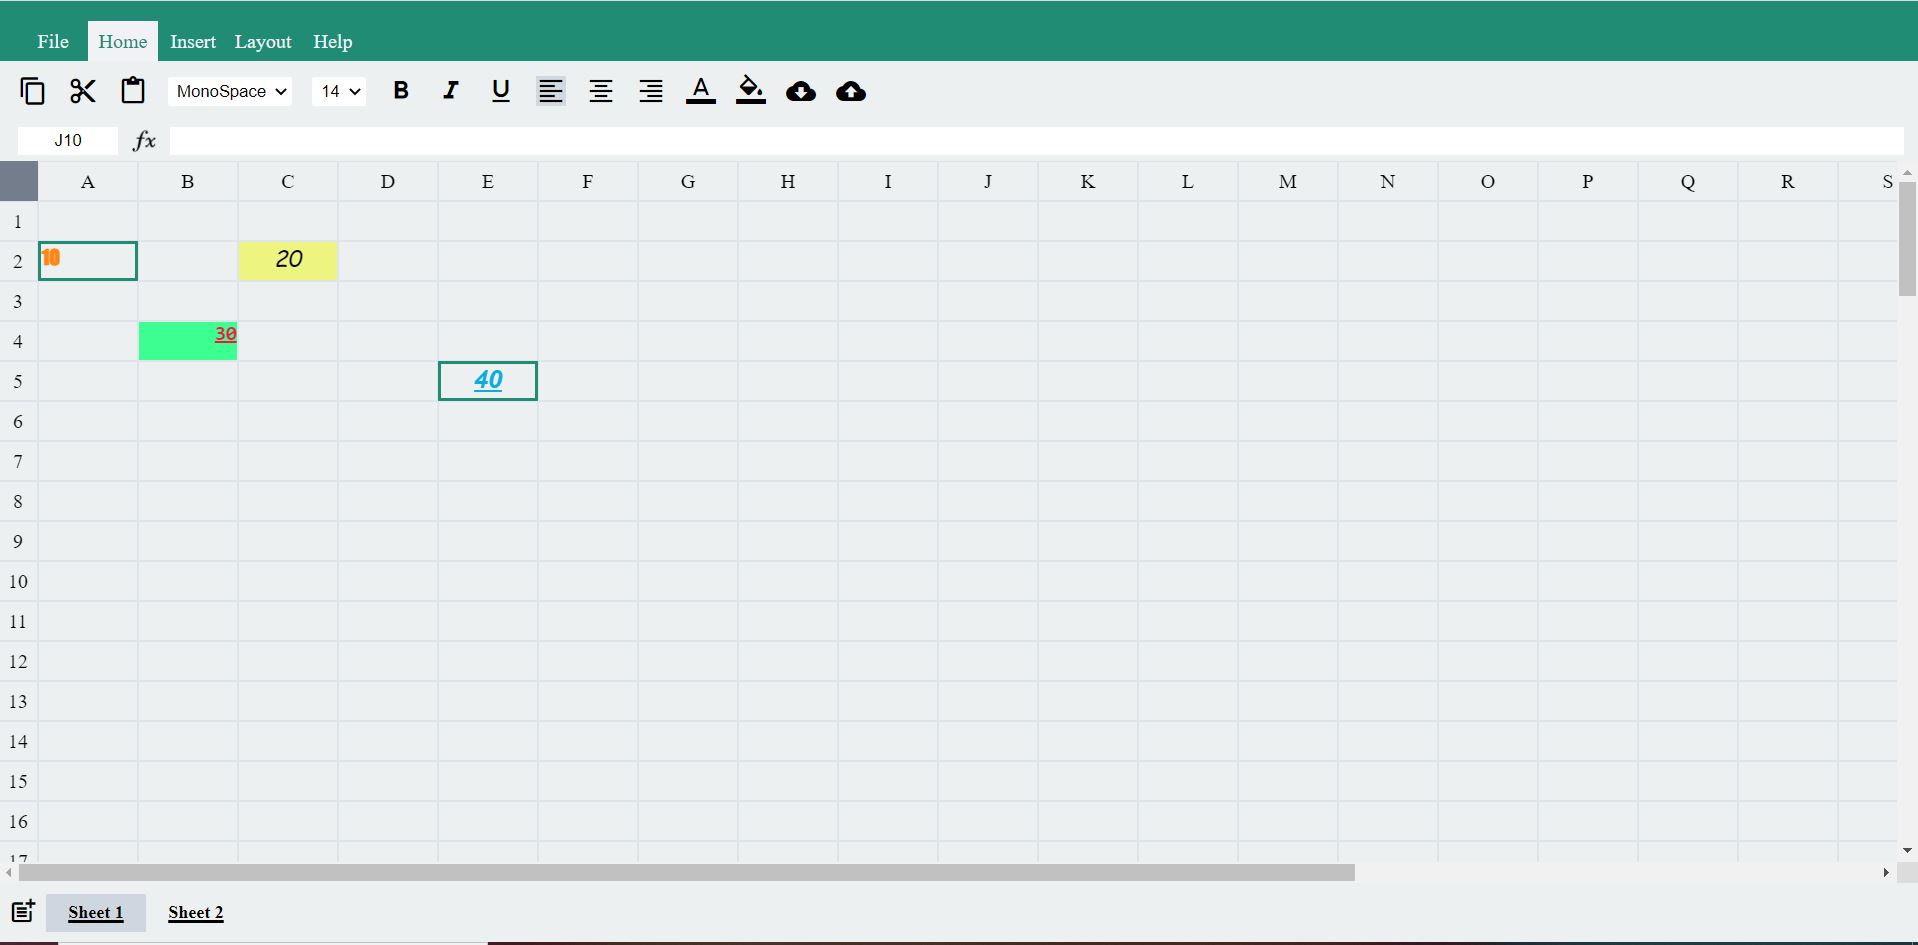 File Home Insert Layout Help
MonoSpace 14 B I U A
J10 fx
A B C D E F G H I J K L M N O P Q R S
1
2 10 20
3
4 30
5 40
6
7
8
9
10
11
12
13
14
15
16
17
Sheet 1 Sheet 2